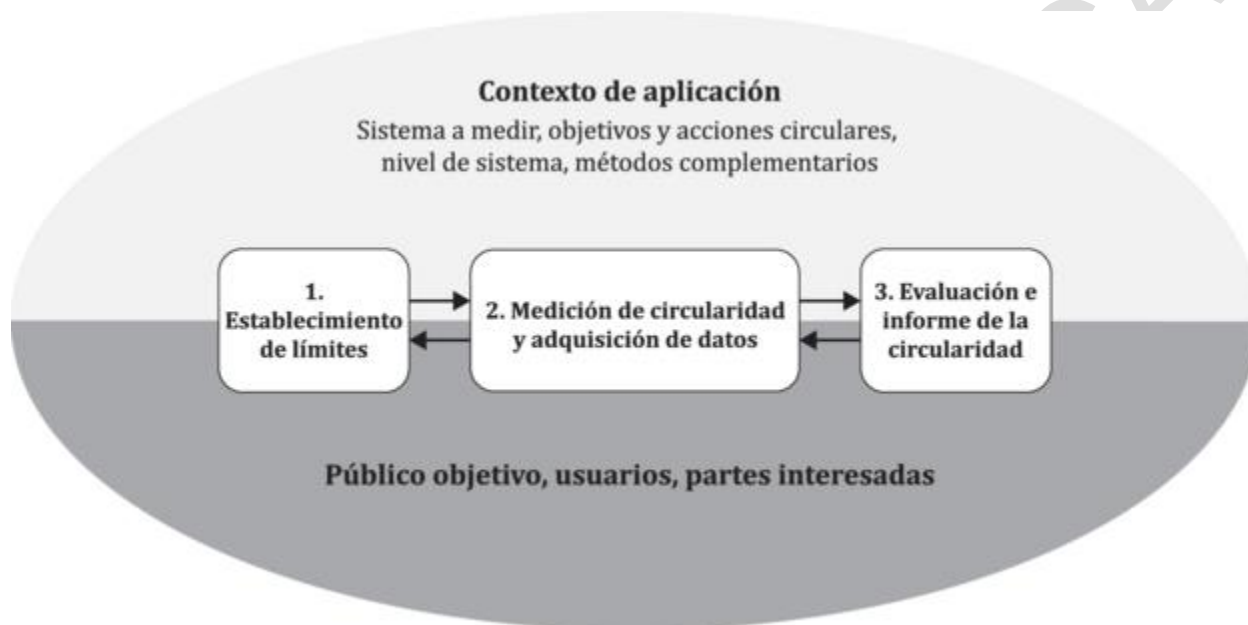 Contexto de aplicación
Sistema a medir, objetivos y acciones circulares,
nivel de sistema, métodos complementarios
1.
Establecimiento
de límites
2. Medición de circularidad
y adquisición de datos
3. Evaluación e
informe de la
circularidad
Público objetivo, usuarios, partes interesadas